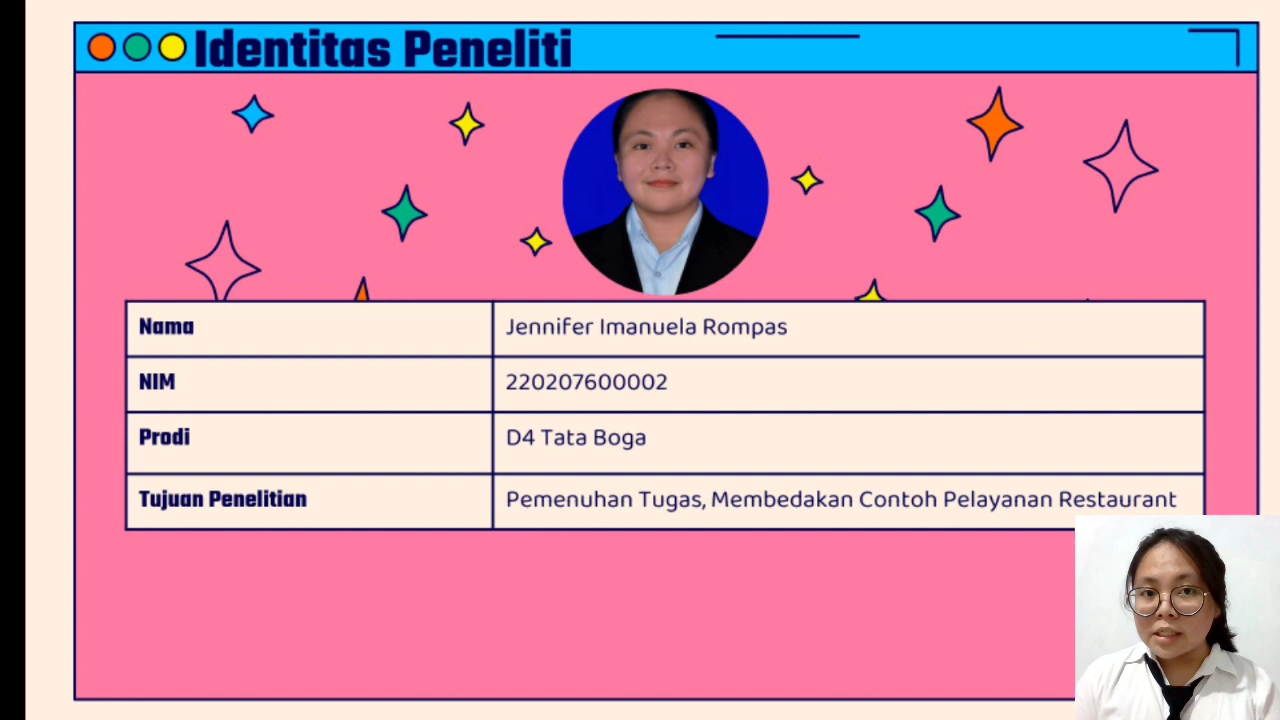 Identitas Peneliti
Nama Jennifer Imanuela Rompas
NIM 220207600002
Prodi D4 Tata Boga
Tujuan Penelitian Pemenuhan Tugas, Membedakan Contoh Pelayanan Restaurant